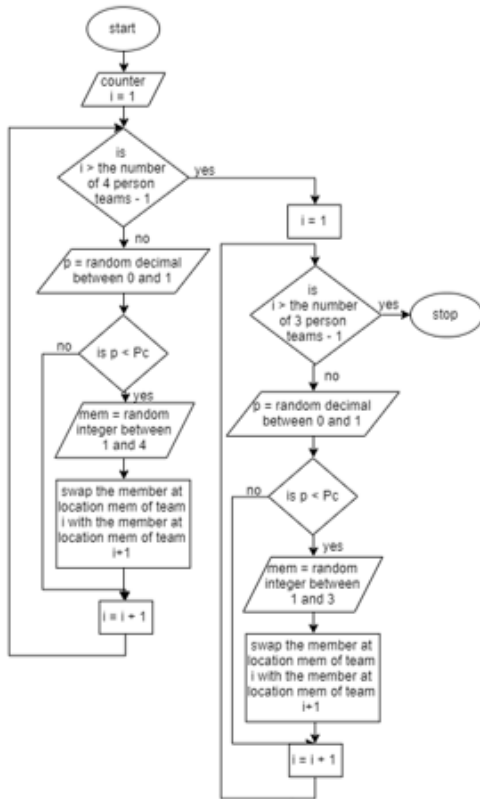 start
counter
i = 1
is
i > the number
of 4 person
teams - 1
yes
no
p = random decimal
between 0 and 1
is p < Pc
no
yes
mem = random
integer between
1 and 4
swap the member at
location mem of team
i with the member at
location mem of team
i+1
i = i + 1
i = 1
is
i > the number
of 3 person
teams - 1
yes
stop
no
p = random decimal
between 0 and 1
is p < Pc
no
yes
mem = random
integer between
1 and 3
swap the member at
location mem of team
i with the member at
location mem of team
i+1
i = i + 1